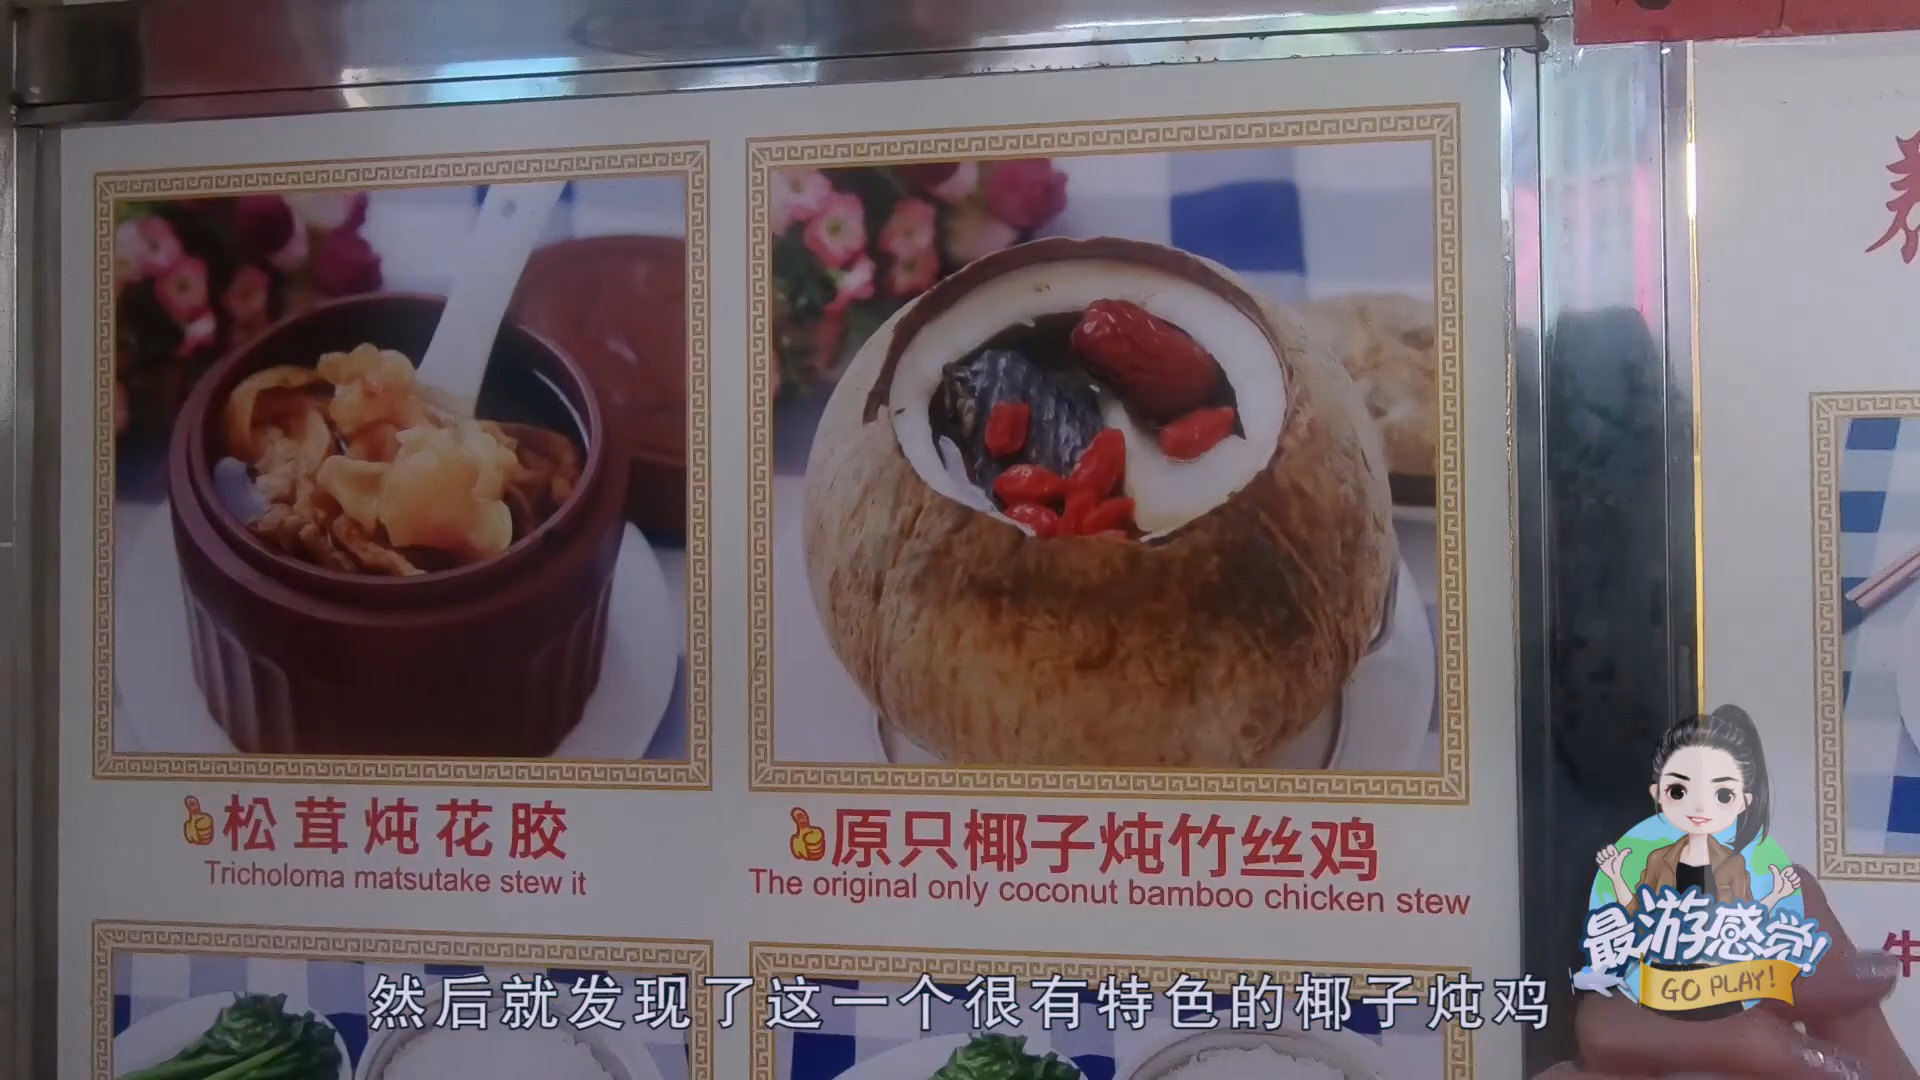 松茸炖花胶
Tricholoma matsutake stew it
原只椰子炖竹丝鸡
The original only coconut bamboo chicken stew
牛
然后就发现了这一个很有特色的椰子炖鸡
最游感觉!
GO PLAY!